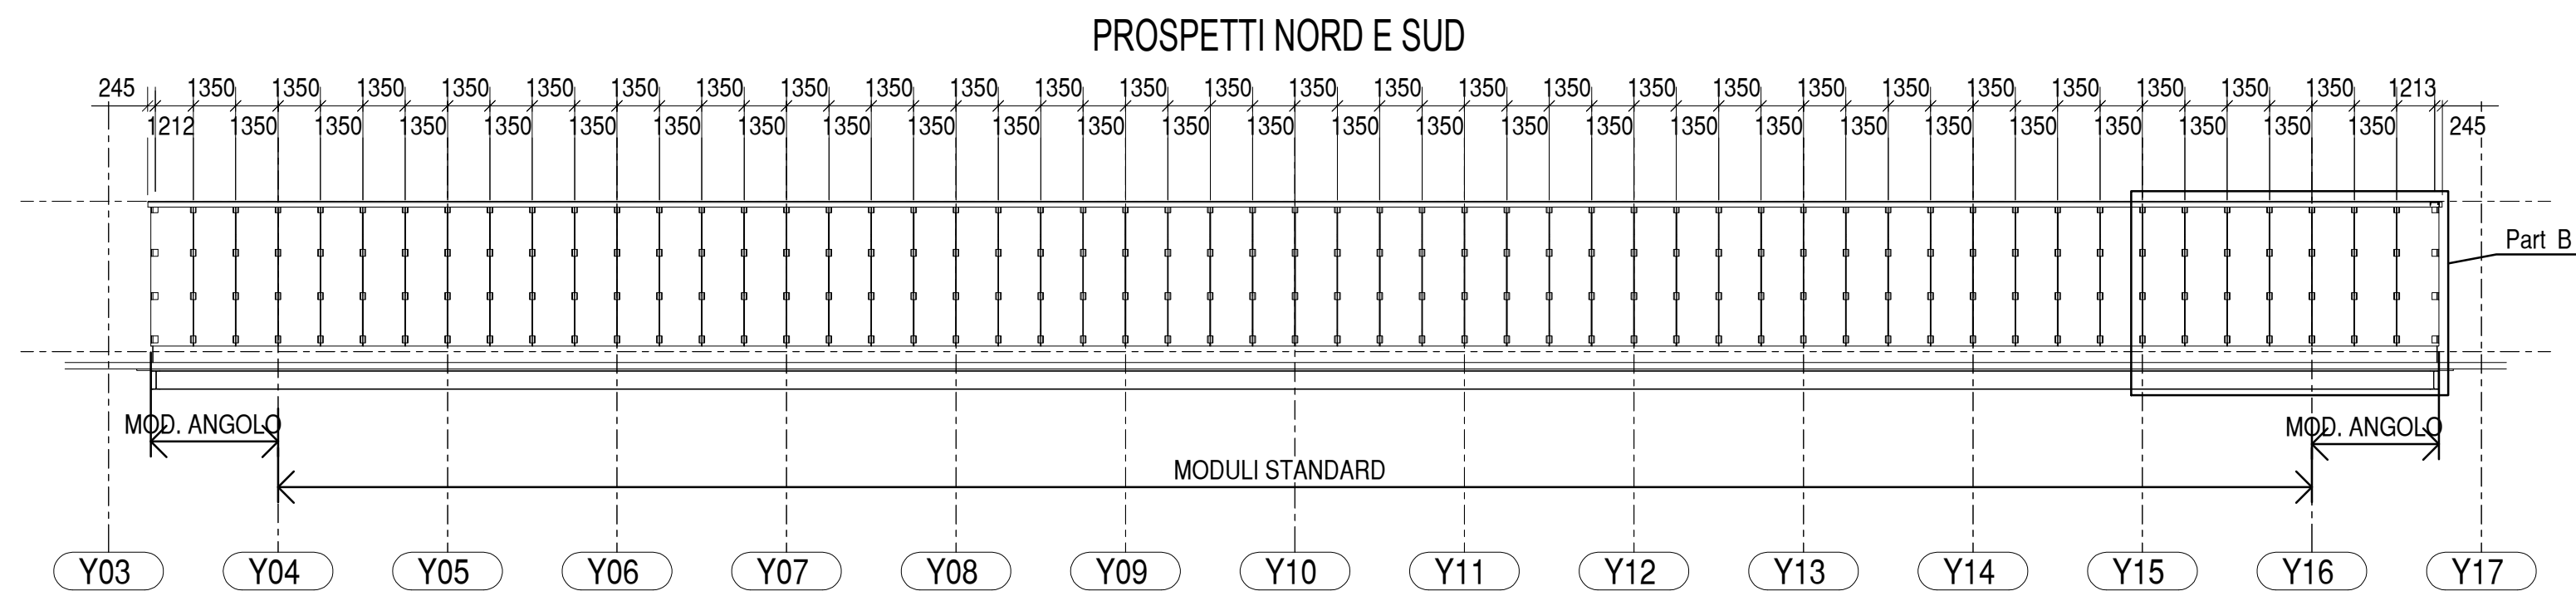 PROSPETTI NORD E SUD
245 1350 1350 1350 1350 1350 1350 1350 1350 1350 1350 1350 1350 1350 1350 1350 1350 1350 1350 1350 1350 1350 1350 1350 1350 1350 1350 1213
1212 1350 1350 1350 1350 1350 1350 1350 1350 1350 1350 1350 1350 1350 1350 1350 1350 1350 1350 1350 1350 1350 1350 1350 1350 1350 1350 245
Part B
MOD. ANGOLO MOD. ANGOLO
MODULI STANDARD
Y03 Y04 Y05 Y06 Y07 Y08 Y09 Y10 Y11 Y12 Y13 Y14 Y15 Y16 Y17